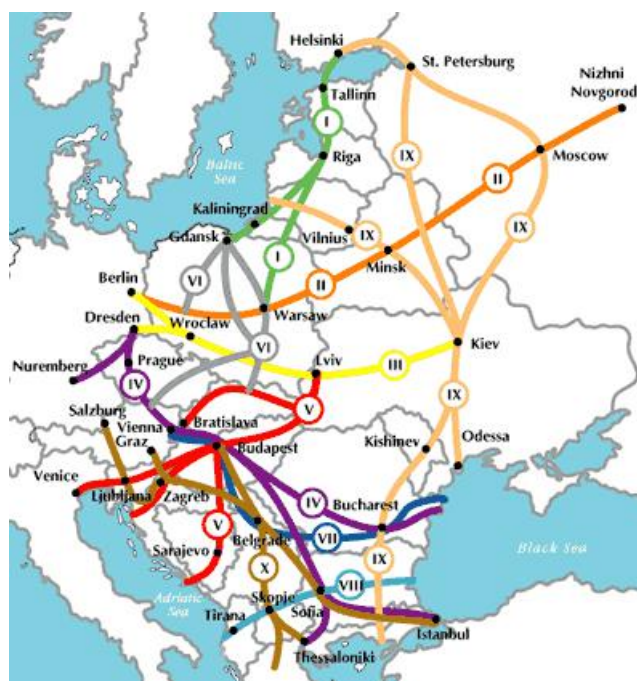 Helsinki
St. Petersburg
Nizhni
Novgorod
Tallinn
I
IX
Moscow
Baltic
Sea
Riga
II
Kaliningrad
IX
Gdansk
Vilnius
IX
I
Minsk
VI
II
Berlin
Warsaw
Dresden
Wroclaw
Kiev
VI
Lviv
III
Nuremberg
Prague
IV
IX
Salzburg
Bratislava
V
Vienna
Graz
Budapest
Kishinev
Odessa
Venice
Ljubljana
Zagreb
IV
Bucharest
V
VII
Belgrade
Sarajevo
Black Sea
IX
X
VIII
Adriatic
Sea
Skopje
Tirana
Sofia
Istanbul
Thessaloniki